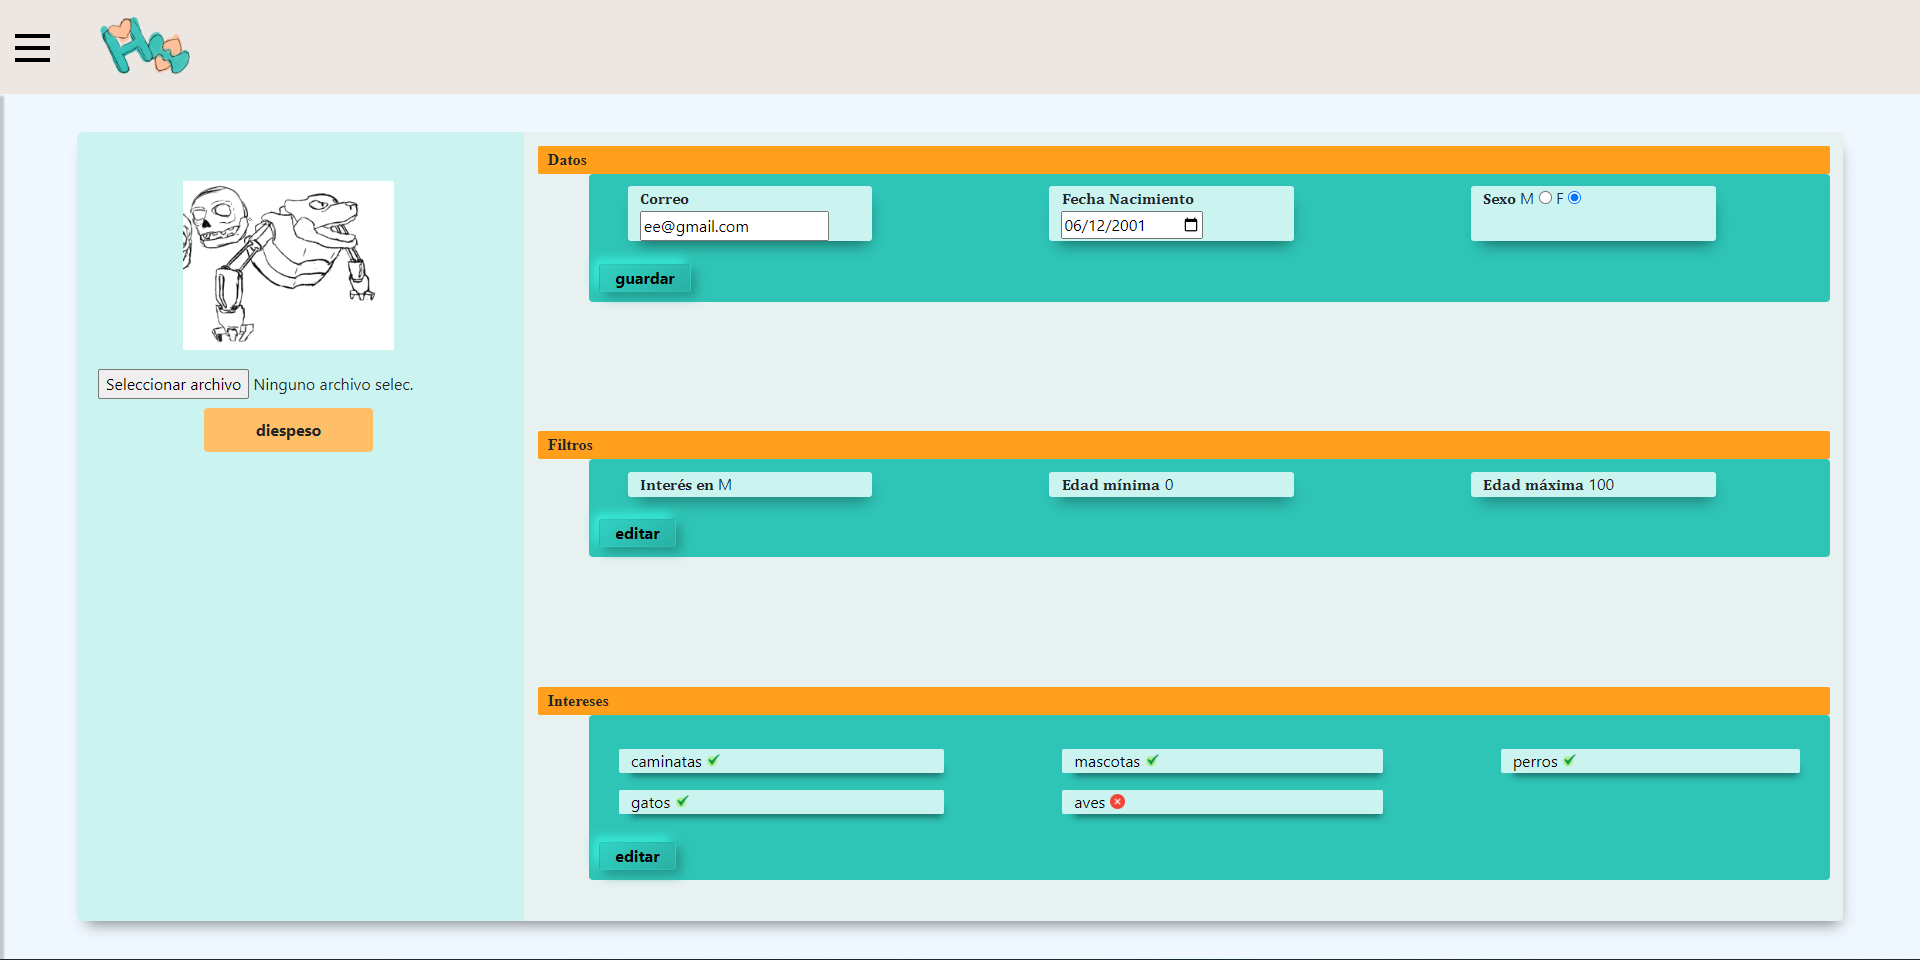 Seleccionar archivo Ninguno archivo selec.
diespeso
Datos
Correo
ee@gmail.com
Fecha Nacimiento
06/12/2001
Sexo M F
guardar
Filtros
Interés en M
Edad mínima 0
Edad máxima 100
editar
Intereses
caminatas
mascotas
perros
gatos
aves
editar